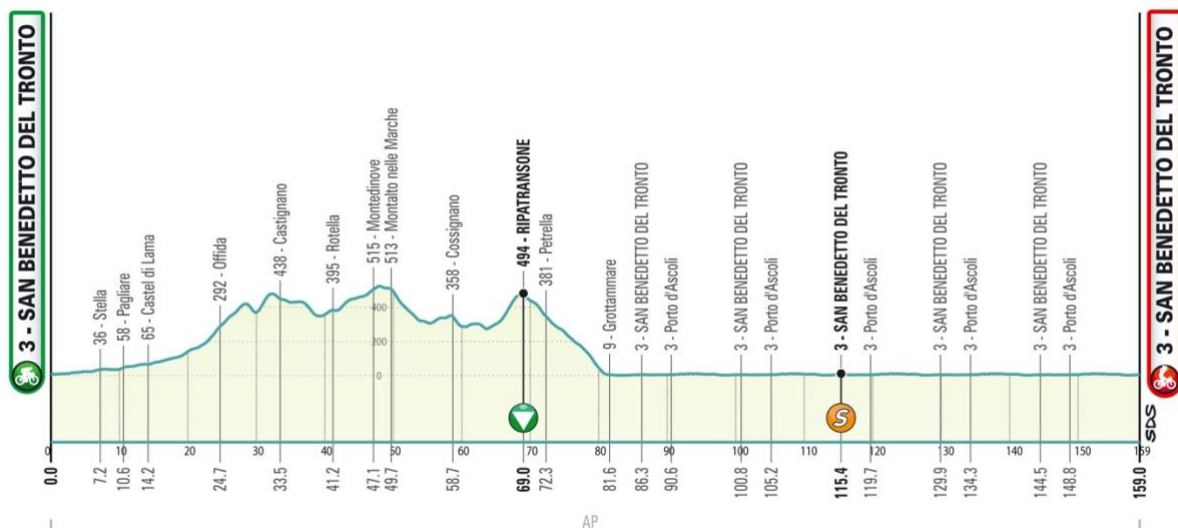 3 - SAN BENEDETTO DEL TRONTO
36 - Stella
58 - Pagliare
65 - Castel di Lama
292 - Offida
438 - Castignano
395 - Rotella
515 - Montedinove
513 - Montalto nelle Marche
358 - Cossignano
494 - RIPATRANSONE
381 - Petrella
9 - Grottammare
3 - SAN BENEDETTO DEL TRONTO
3 - Porto d'Ascoli
3 - SAN BENEDETTO DEL TRONTO
3 - Porto d'Ascoli
3 - SAN BENEDETTO DEL TRONTO
3 - Porto d'Ascoli
3 - SAN BENEDETTO DEL TRONTO
3 - Porto d'Ascoli
3 - SAN BENEDETTO DEL TRONTO
3 - Porto d'Ascoli
3 - SAN BENEDETTO DEL TRONTO
400
200
0
S
SDS
0 10 20 30 40 50 60 70 80 90 100 110 120 130 140 150 159
0.0 7.2 10.6 14.2 24.7 33.5 41.2 47.1 49.7 58.7 69.0 72.3 81.6 86.3 90.6 100.8 105.2 115.4 119.7 129.9 134.3 144.5 148.8 159.0
AP